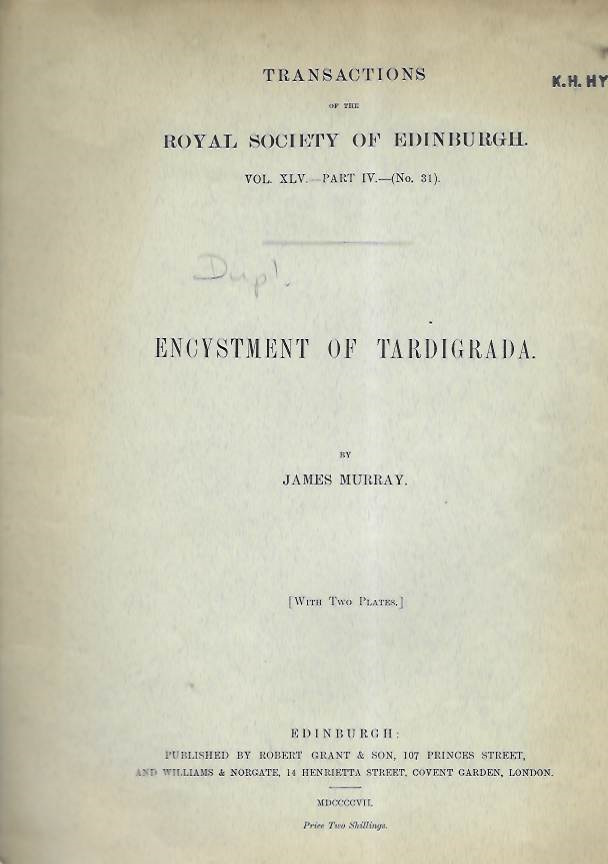 TRANSACTIONS
K.H. HY
OF THE
ROYAL SOCIETY OF EDINBURGH.
VOL. XLV.—PART IV.—(No. 31).
Dupl.
ENCYSTMENT OF TARDIGRADA.
BY
JAMES MURRAY.
[WITH TWO PLATES.]
EDINBURGH:
PUBLISHED BY ROBERT GRANT & SON, 107 PRINCES STREET,
AND WILLIAMS & NORGATE, 14 HENRIETTA STREET, COVENT GARDEN, LONDON.
MDCCCCVII.
Price Two Shillings.